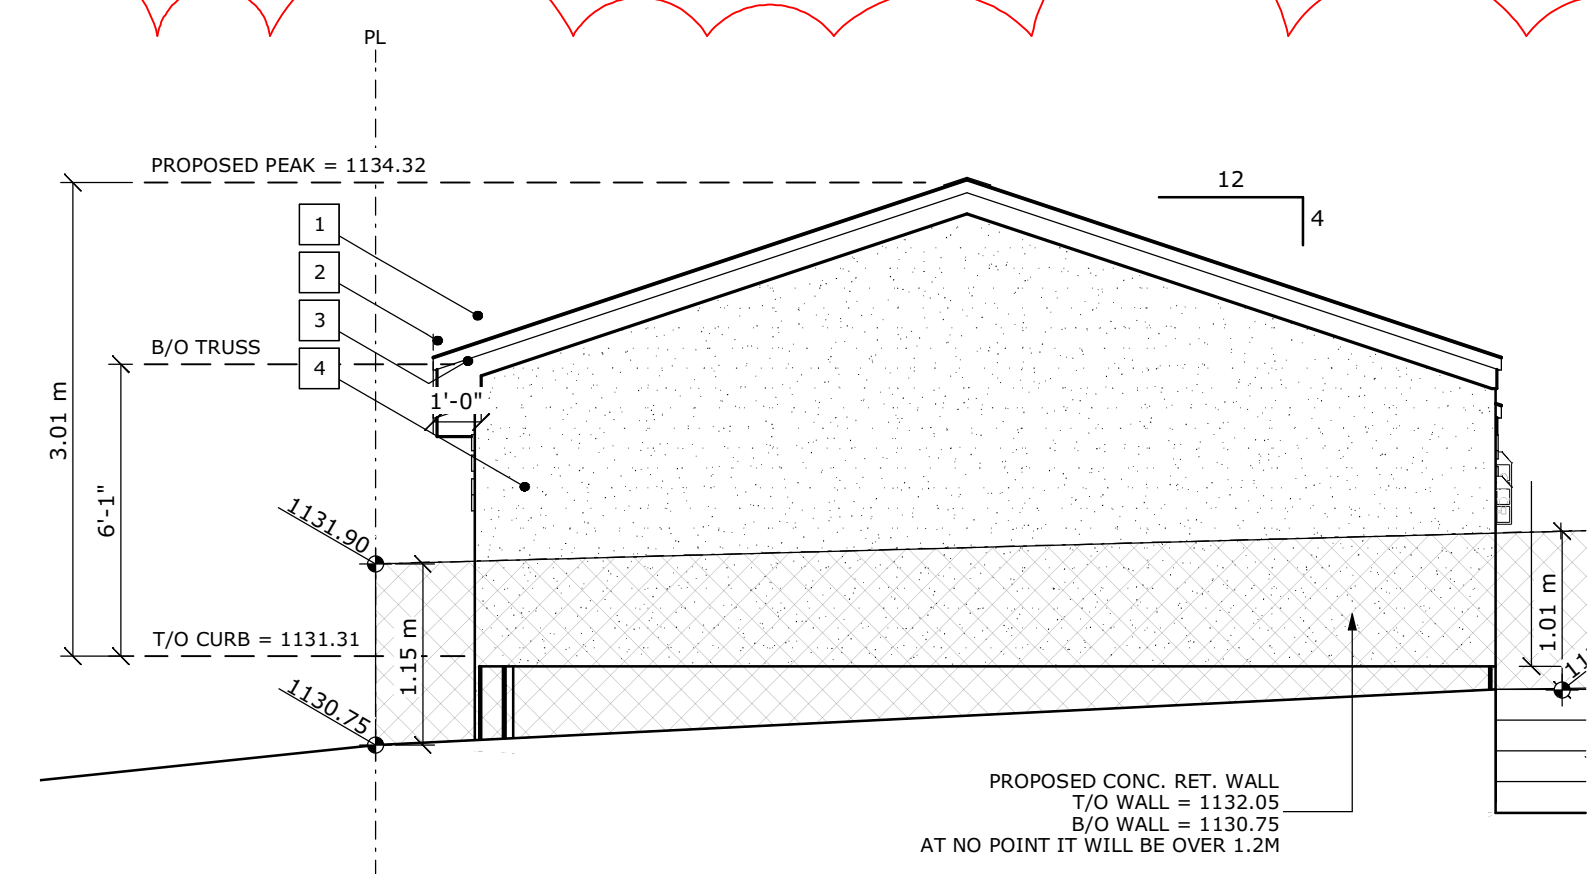 PL
PROPOSED PEAK = 1134.32
12
4
1
2
3
4
B/O TRUSS
1'-0"
3.01 m
6'-1"
1131.90
T/O CURB = 1131.31
1.15 m
1.01 m
1130.75
PROPOSED CONC. RET. WALL
T/O WALL = 1132.05
B/O WALL = 1130.75
AT NO POINT IT WILL BE OVER 1.2M